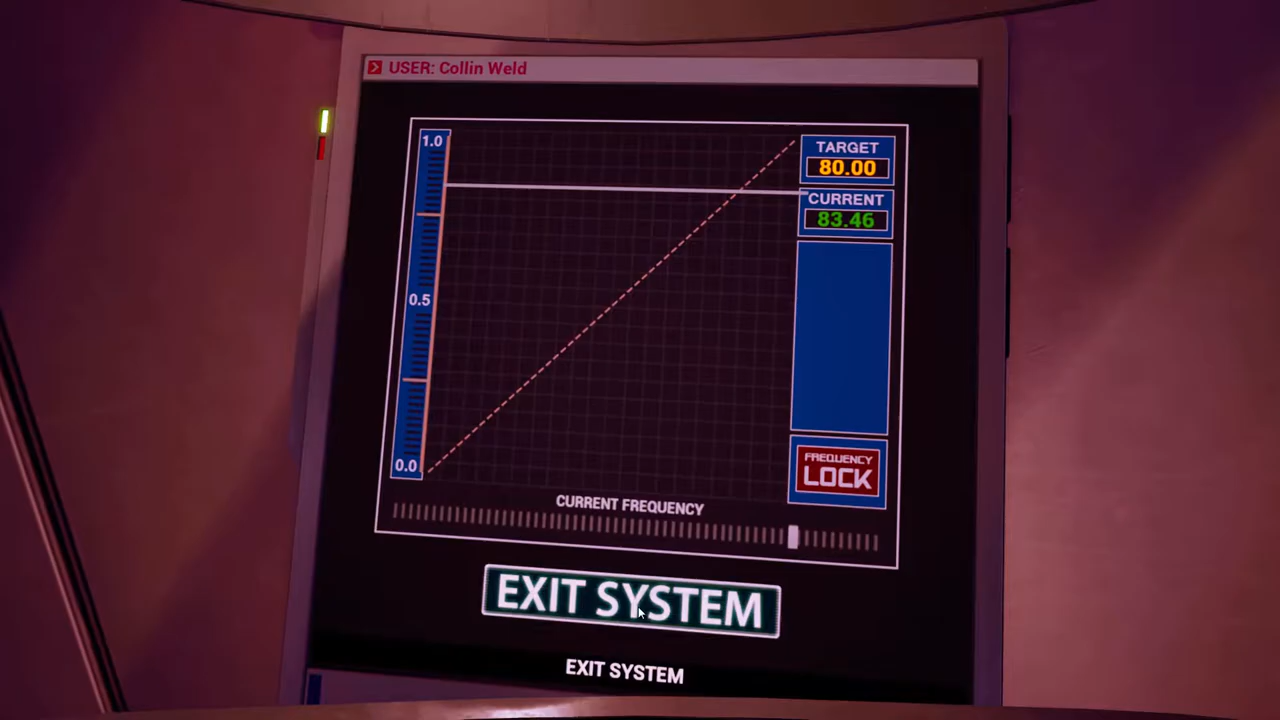 USER: Collin Weld
1.0
TARGET
80.00
CURRENT
83.46
0.5
0.0
FREQUENCY
LOCK
CURRENT FREQUENCY
EXIT SYSTEM
EXIT SYSTEM